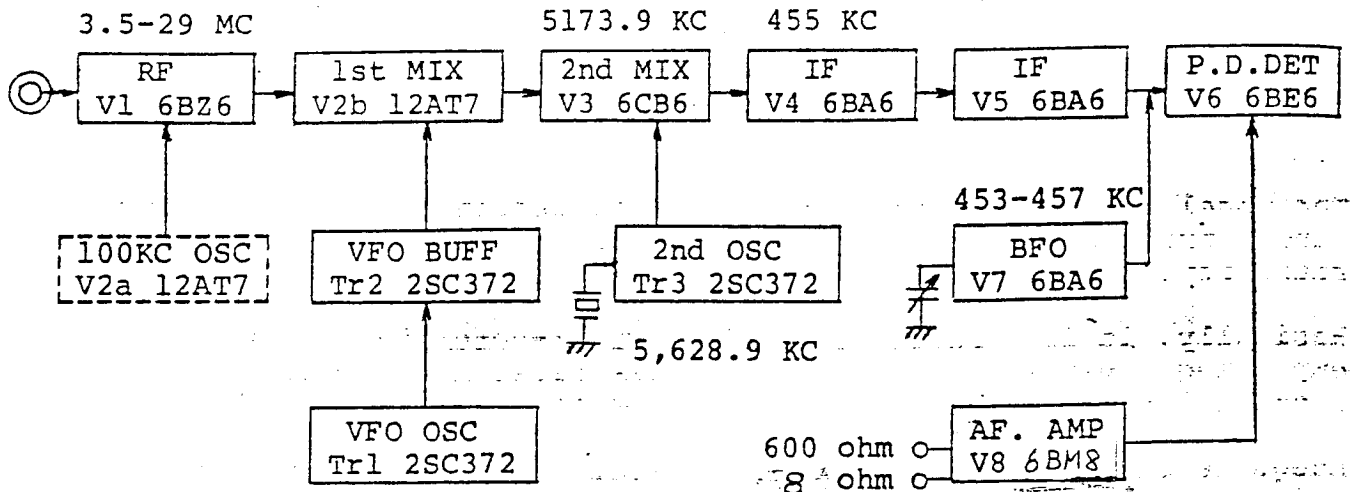 3.5-29 MC
5173.9 KC
455 KC
RF
V1 6BZ6
1st MIX
V2b 12AT7
2nd MIX
V3 6CB6
IF
V4 6BA6
IF
V5 6BA6
P.D.DET
V6 6BE6
453-457 KC
100KC OSC
V2a 12AT7
VFO BUFF
Tr2 2SC372
2nd OSC
Tr3 2SC372
BFO
V7 6BA6
5,628.9 KC
VFO OSC
Tr1 2SC372
AF. AMP
V8 6BM8
600 ohm
8 ohm